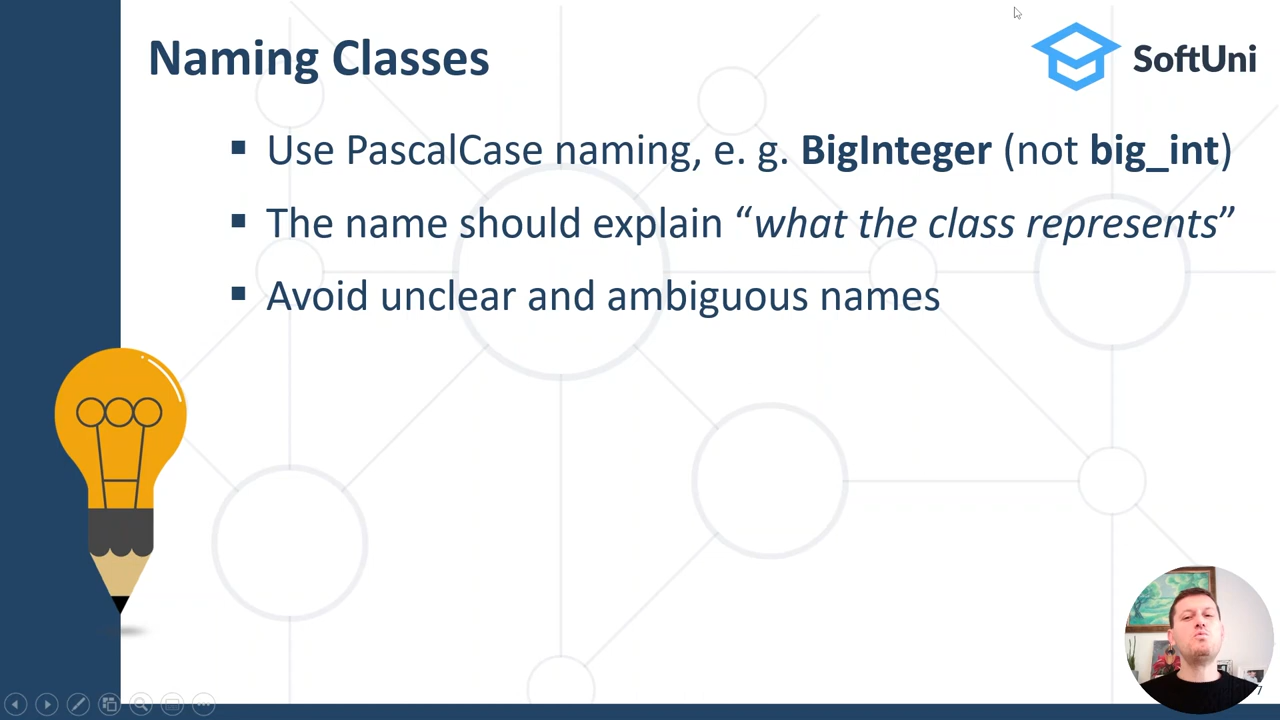 Naming Classes
SoftUni
▪ Use PascalCase naming, e. g. BigInteger (not big_int)
▪ The name should explain “what the class represents”
▪ Avoid unclear and ambiguous names
7